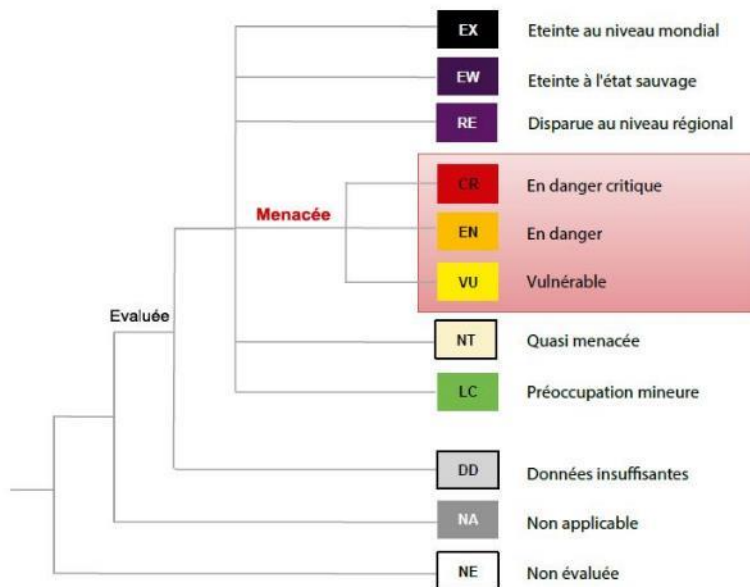 EX Eteinte au niveau mondial
EW Eteinte à l'état sauvage
RE Disparue au niveau régional
CR En danger critique
Menacée
EN En danger
VU Vulnérable
Evaluée
NT Quasi menacée
LC Préoccupation mineure
DD Données insuffisantes
NA Non applicable
NE Non évaluée